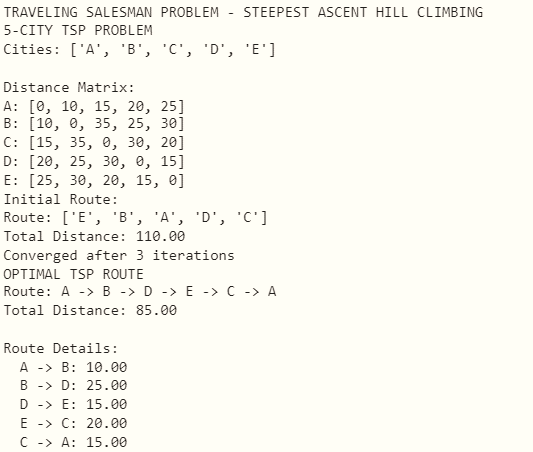 TRAVELING SALESMAN PROBLEM - STEEPEST ASCENT HILL CLIMBING
5-CITY TSP PROBLEM
Cities: ['A', 'B', 'C', 'D', 'E']

Distance Matrix:
A: [0, 10, 15, 20, 25]
B: [10, 0, 35, 25, 30]
C: [15, 35, 0, 30, 20]
D: [20, 25, 30, 0, 15]
E: [25, 30, 20, 15, 0]
Initial Route:
Route: ['E', 'B', 'A', 'D', 'C']
Total Distance: 110.00
Converged after 3 iterations
OPTIMAL TSP ROUTE
Route: A -> B -> D -> E -> C -> A
Total Distance: 85.00

Route Details:
  A -> B: 10.00
  B -> D: 25.00
  D -> E: 15.00
  E -> C: 20.00
  C -> A: 15.00